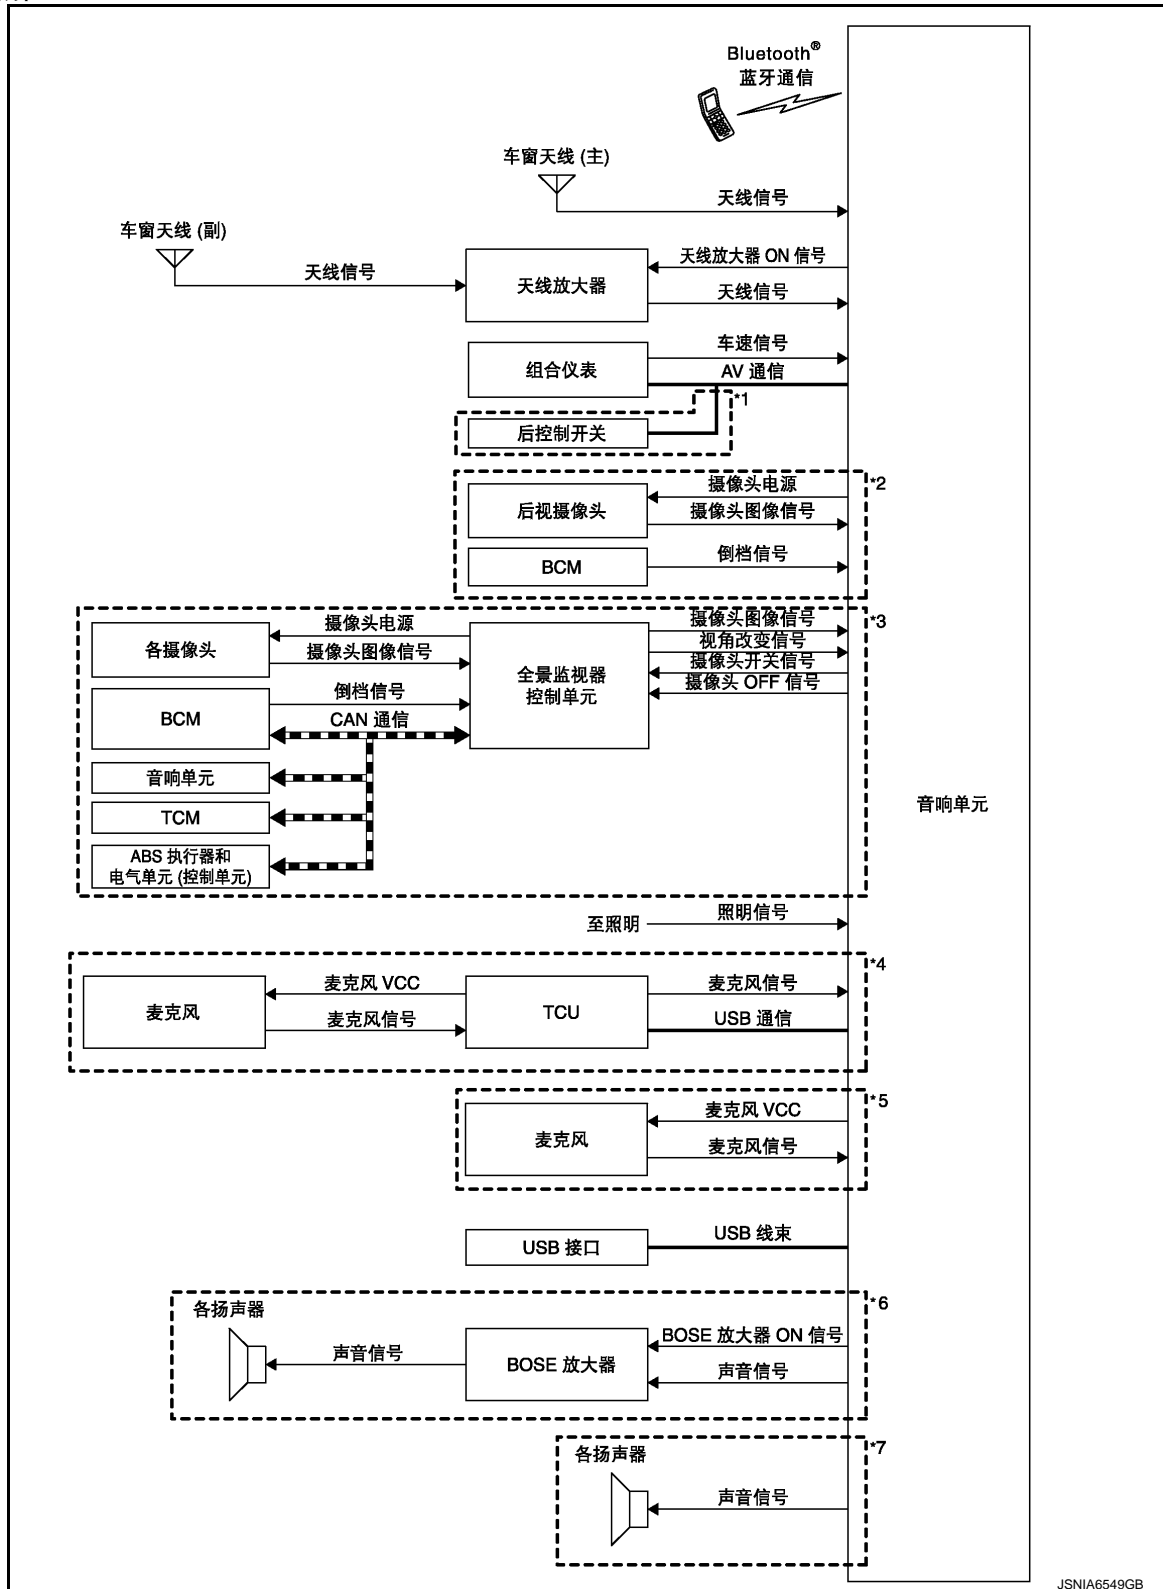 Bluetooth®
蓝牙通信
车窗天线 (主)
天线信号
车窗天线 (副)
天线信号
天线放大器
天线放大器 ON 信号
天线信号
组合仪表
车速信号
AV 通信
*1
后控制开关
*2
后视摄像头
摄像头电源
摄像头图像信号
BCM
倒档信号
*3
各摄像头
摄像头电源
摄像头图像信号
全景监视器
控制单元
摄像头图像信号
视角改变信号
摄像头开关信号
摄像头 OFF 信号
BCM
倒档信号
CAN 通信
音响单元
TCM
ABS 执行器和
电气单元 (控制单元)
音响单元
至照明
照明信号
*4
麦克风
麦克风 VCC
麦克风信号
TCU
麦克风信号
USB 通信
*5
麦克风
麦克风 VCC
麦克风信号
USB 接口
USB 线束
*6
各扬声器
声音信号
BOSE 放大器
BOSE 放大器 ON 信号
声音信号
*7
各扬声器
声音信号
JSNIA6549GB